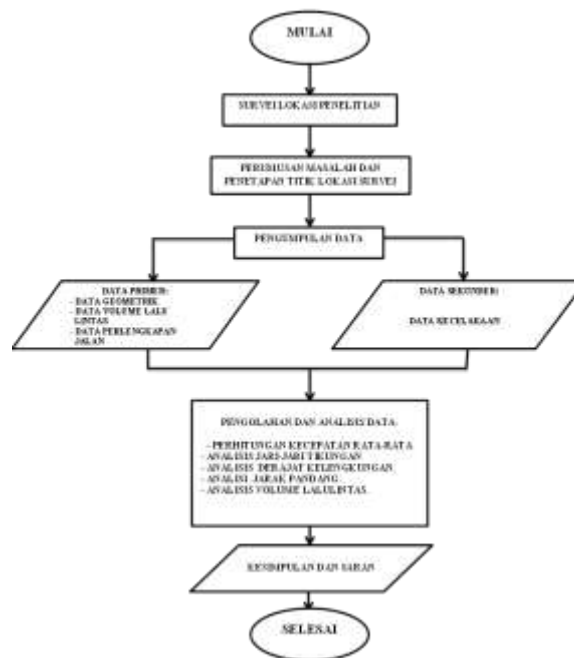 MULAI
SURVEI LOKASI PENELITIAN
PERUMUSAN MASALAH DAN
PENETAPAN TITIK LOKASI SURVEI
PENGUMPULAN DATA
DATA PRIMER:
- DATA GEOMETRIK
- DATA VOLUME LALU
LINTAS
- DATA PERLENGKAPAN
JALAN
DATA SEKUNDER:
DATA KECELAKAAN
PENGOLAHAN DAN ANALISIS DATA:
- PERHITUNGAN KECEPATAN RATA-RATA
- ANALISIS JARI-JARI TIKUNGAN
- ANALISIS DERAJAT KELENGKUNGAN
- ANALISI JARAK PANDANG
- ANALISIS VOLUME LALULINTAS.
KESIMPULAN DAN SARAN
SELESAI